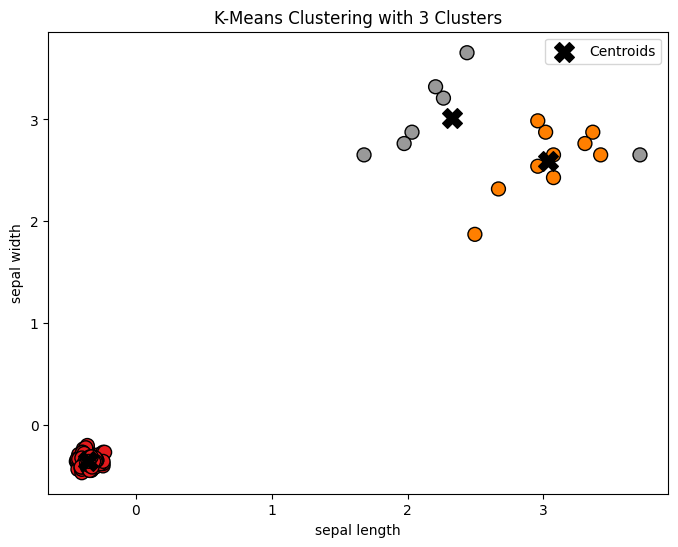 K-Means Clustering with 3 Clusters
Centroids
3
2
1
0
sepal width
0 1 2 3
sepal length